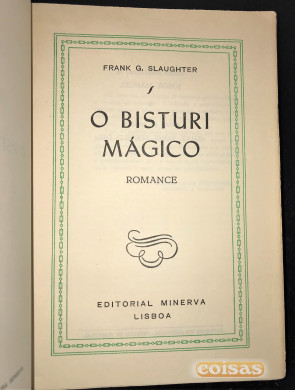 FRANK G. SLAUGHTER
O BISTURI
MÁGICO
ROMANCE
EDITORIAL MINERVA
LISBOA
coisas